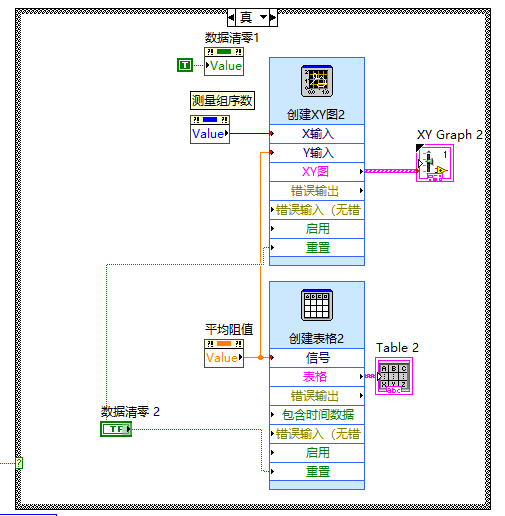 真
数据清零1
?! ?!
T
Value
测量组序数
?! ?!
Value
创建XY图2
X输入
Y输入
XY图
错误输出
错误输入（无错
启用
重置
XY Graph 2
1
平均阻值
?! ?!
Value
A B C D
创建表格2
信号
表格
错误输出
包含时间数据
错误输入（无错
启用
重置
Table 2
A B C
X Y Z
abc
数据清零 2
TF
?